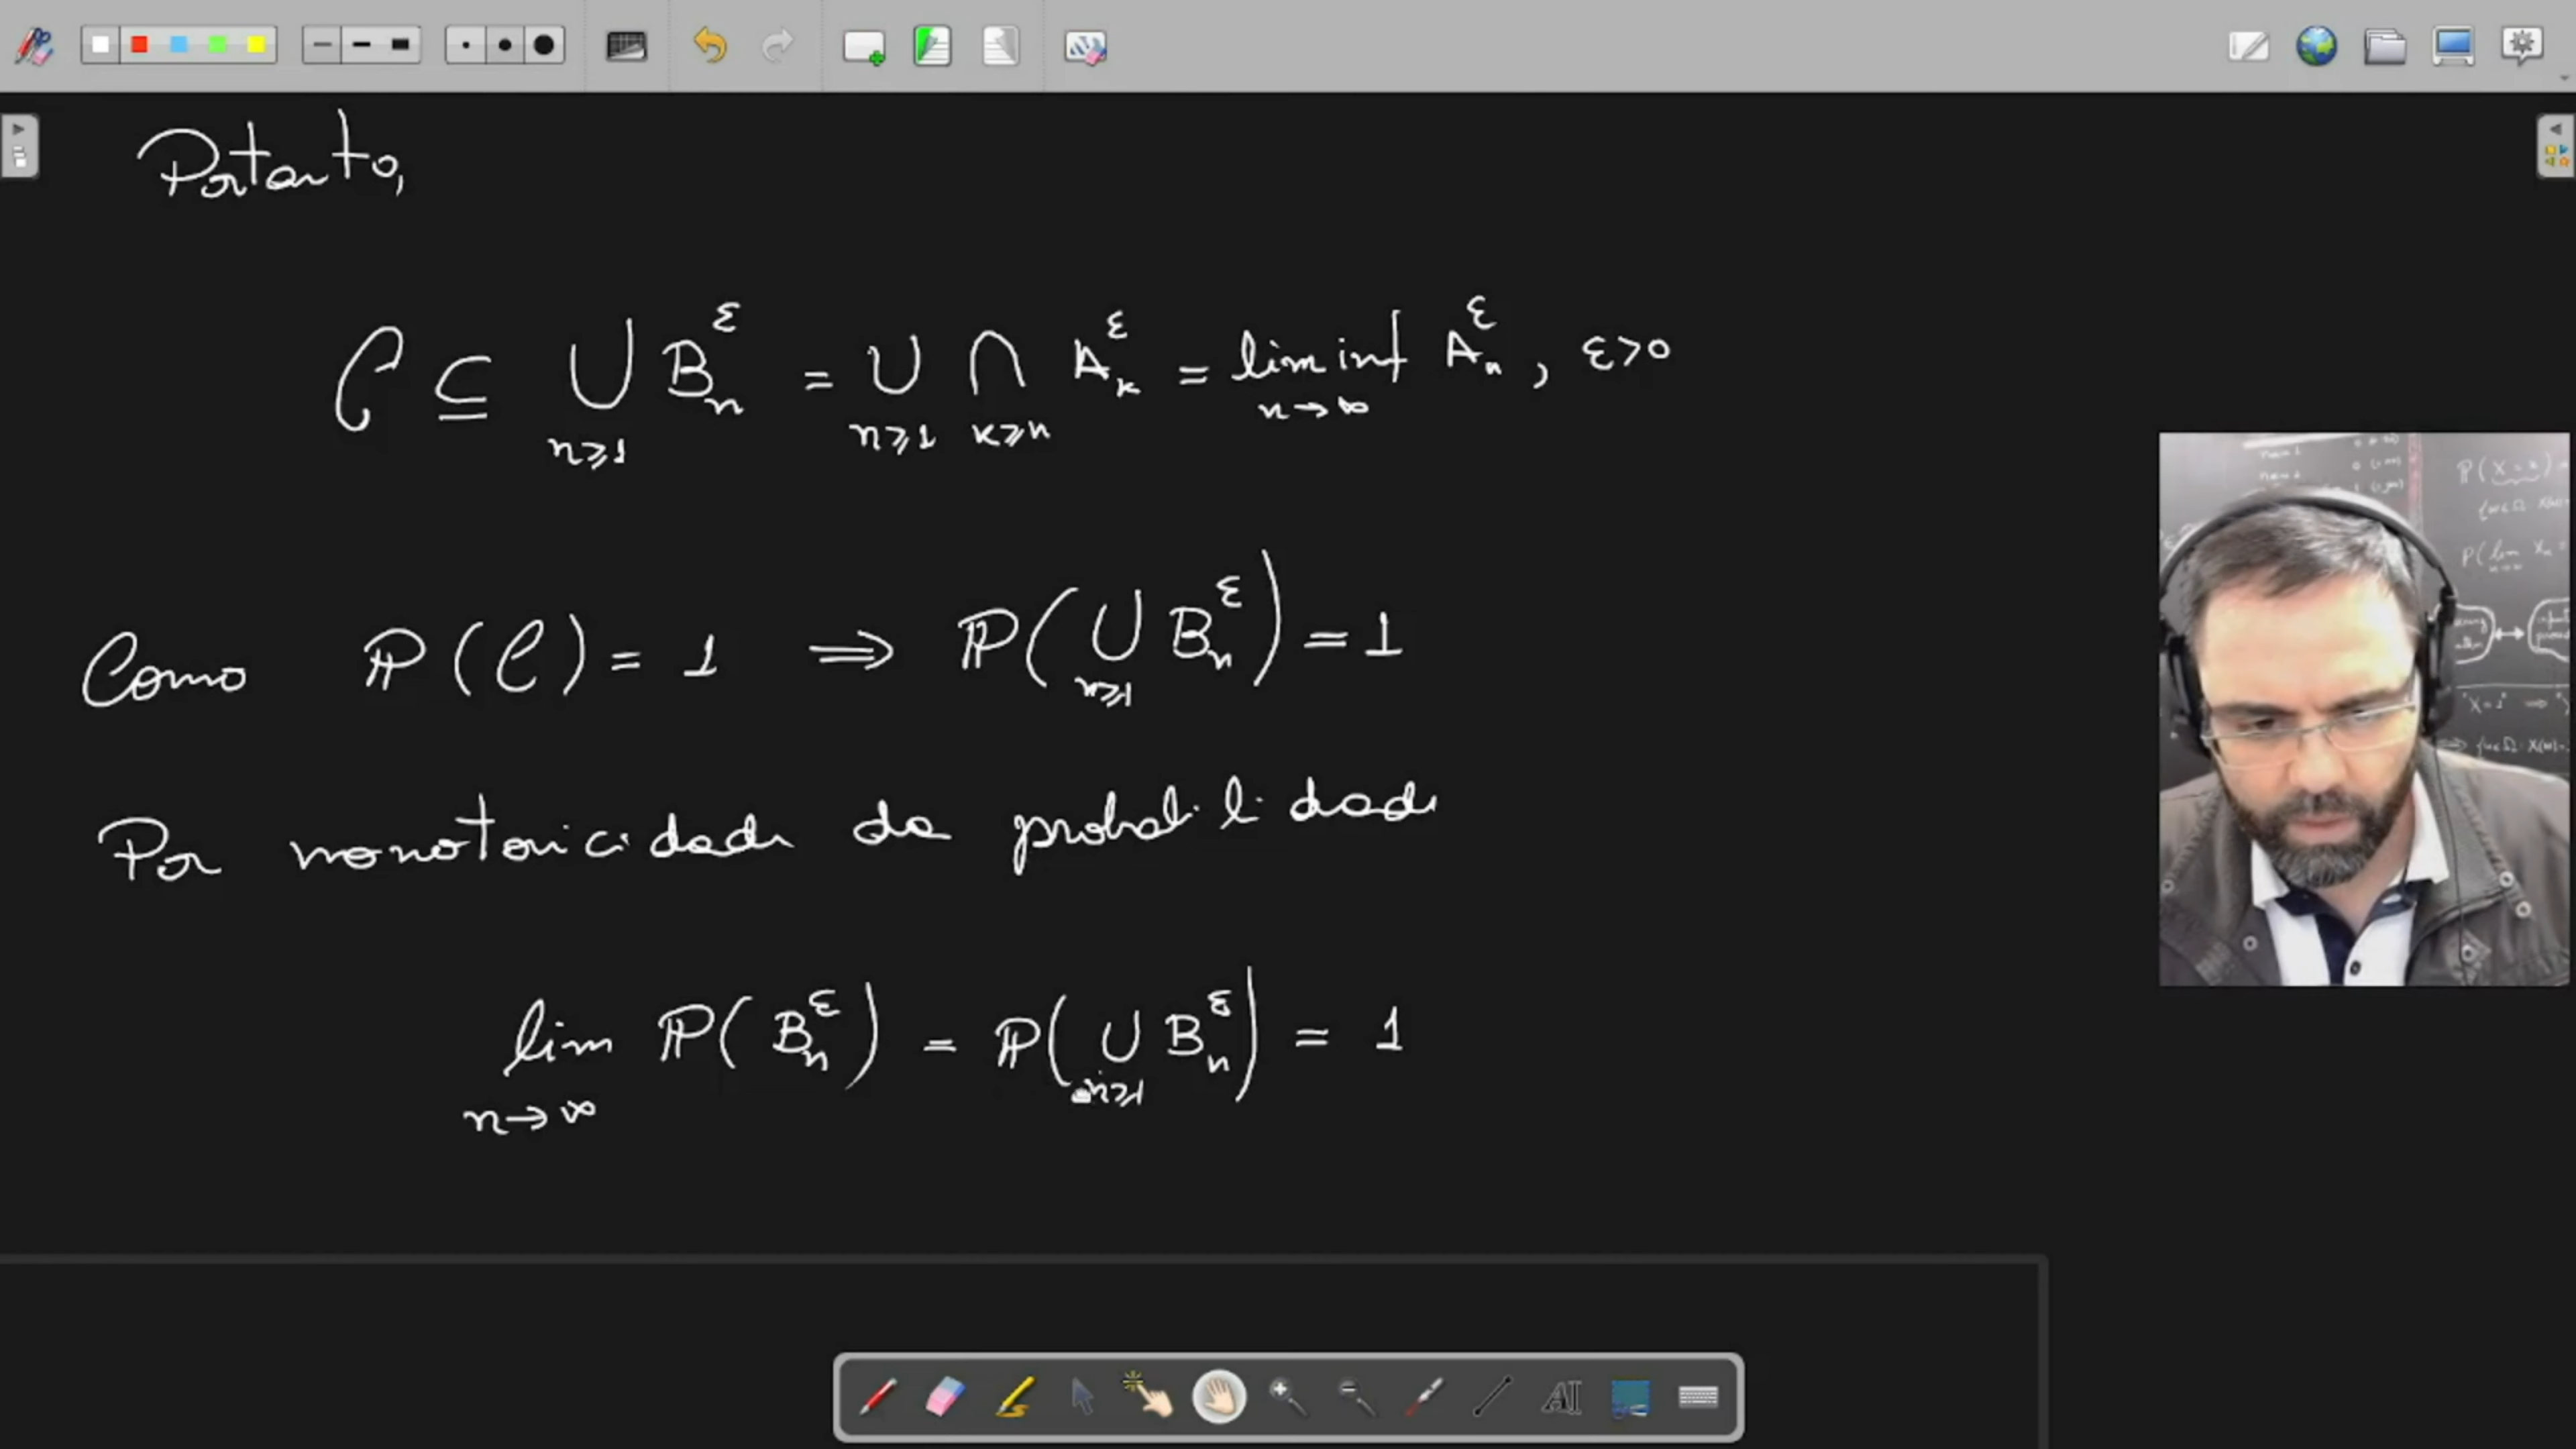 Portanto,
C ⊆ ⋃_{n≥1} B_n^ε = ⋃_{n≥1} ⋂_{k≥n} A_k^ε = lim inf_{n→∞} A_n^ε , ε>0
Como ℙ(C) = 1 ⟹ ℙ(⋃_{n≥1} B_n^ε) = 1
Por monotonicidade da probabilidade
lim_{n→∞} ℙ(B_n^ε) = ℙ(⋃_{n≥1} B_n^ε) = 1